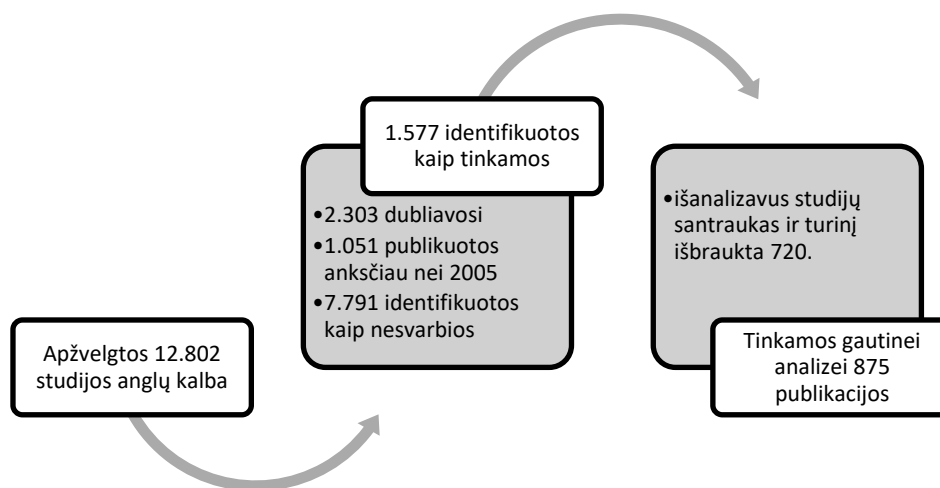 Apžvelgtos 12.802
studijos anglų kalba
1.577 identifikuotos
kaip tinkamos
•2.303 dubliavosi
•1.051 publikuotos
anksčiau nei 2005
•7.791 identifikuotos
kaip nesvarbios
•išanalizavus studijų
santraukas ir turinį
išbraukta 720.
Tinkamos gautinei
analizei 875
publikacijos